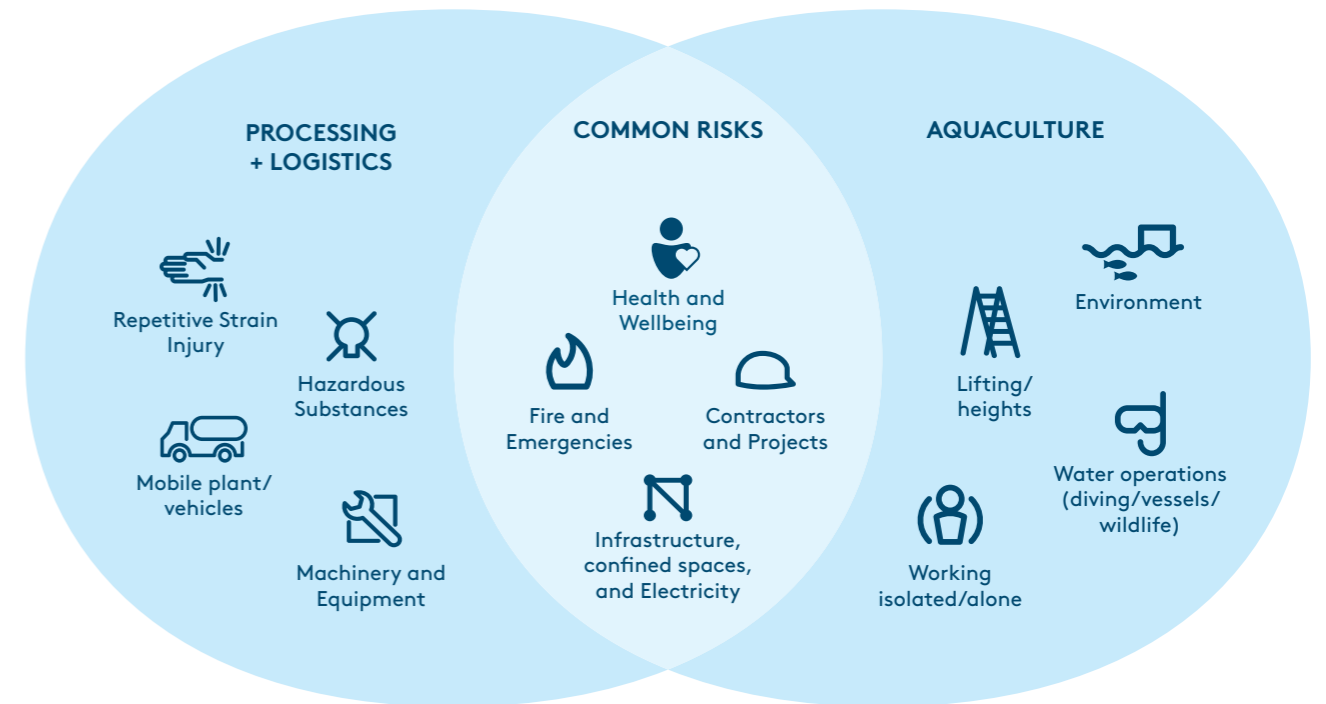 PROCESSING
+ LOGISTICS
Repetitive Strain
Injury
Hazardous
Substances
Mobile plant/
vehicles
Machinery and
Equipment
COMMON RISKS
Health and
Wellbeing
Fire and
Emergencies
Contractors
and Projects
Infrastructure,
confined spaces,
and Electricity
AQUACULTURE
Environment
Lifting/
heights
Water operations
(diving/vessels/
wildlife)
Working
isolated/alone